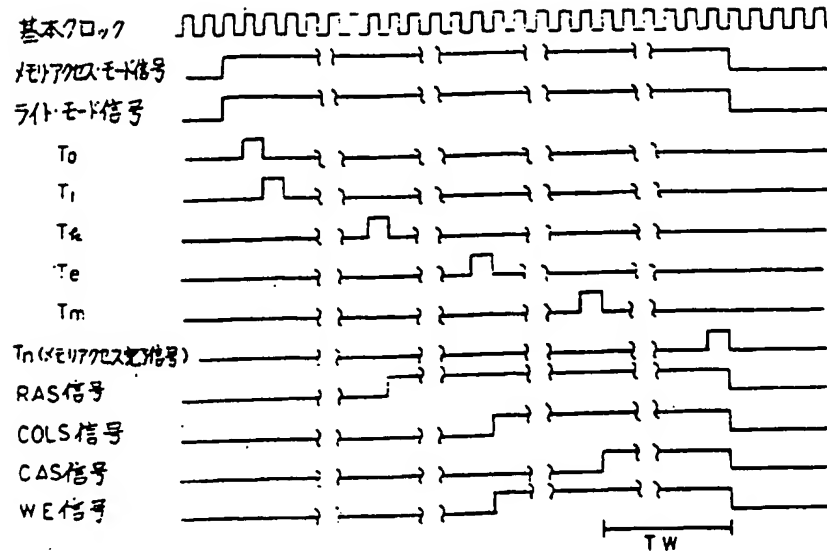 基本クロック
メモリアクセス・モード信号
ライト・モード信号
T0
T1
Tk
Te
Tm
Tn(メモリアクセス完了信号)
RAS信号
COLS信号
CAS信号
WE信号
TW